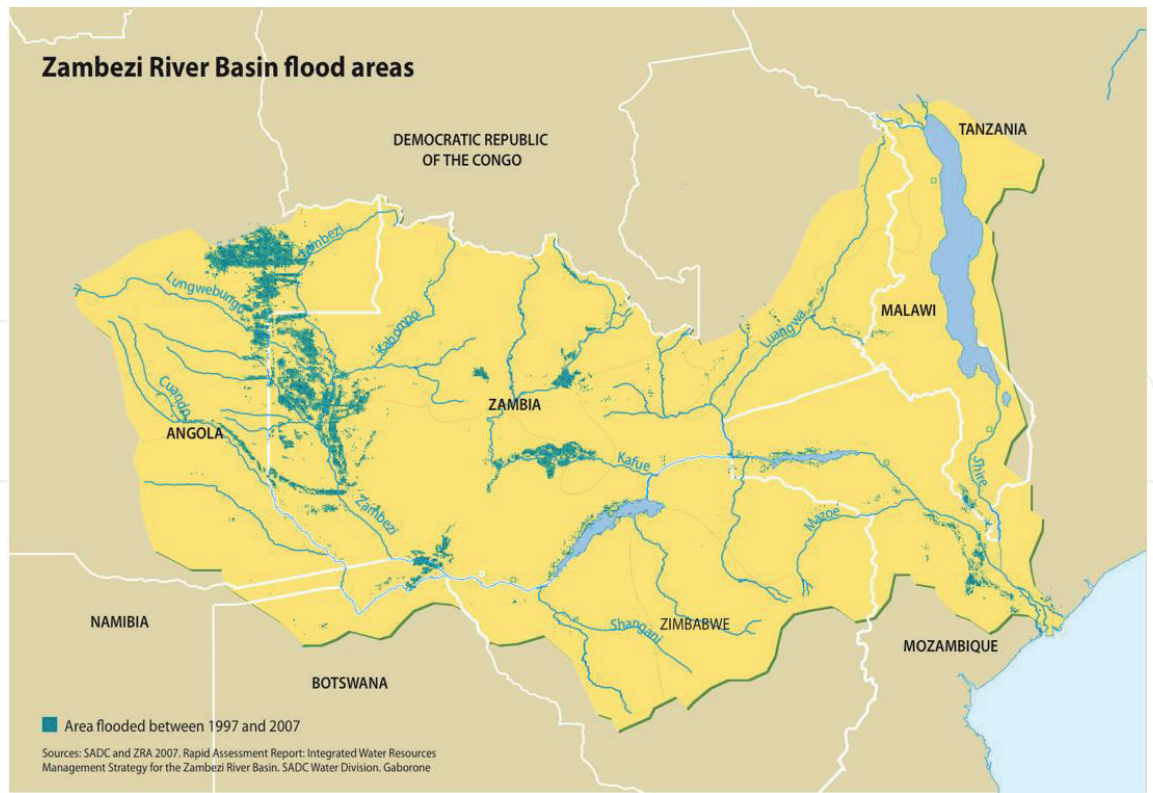 Zambezi River Basin flood areas
DEMOCRATIC REPUBLIC
OF THE CONGO
TANZANIA
Zambezi
Lungwebungu
Kabompo
Luangwa
MALAWI
Cuando
ZAMBIA
ANGOLA
Kafue
Shire
Zambezi
Mazoe
NAMIBIA
Shangani
ZIMBABWE
MOZAMBIQUE
BOTSWANA
Area flooded between 1997 and 2007
Sources: SADC and ZRA 2007. Rapid Assessment Report: Integrated Water Resources
Management Strategy for the Zambezi River Basin. SADC Water Division. Gaborone